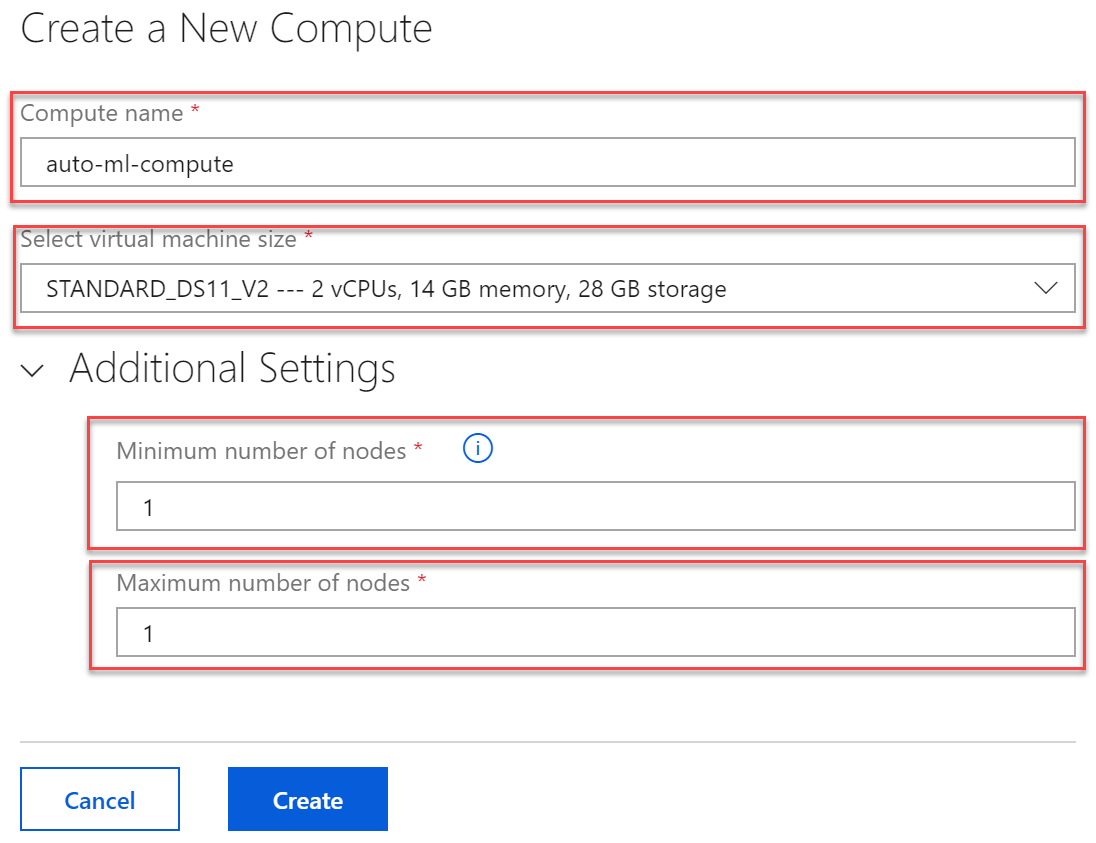 Create a New Compute
Compute name *
auto-ml-compute
Select virtual machine size *
STANDARD_DS11_V2 --- 2 vCPUs, 14 GB memory, 28 GB storage
Additional Settings
Minimum number of nodes * i
1
Maximum number of nodes *
1
Cancel Create